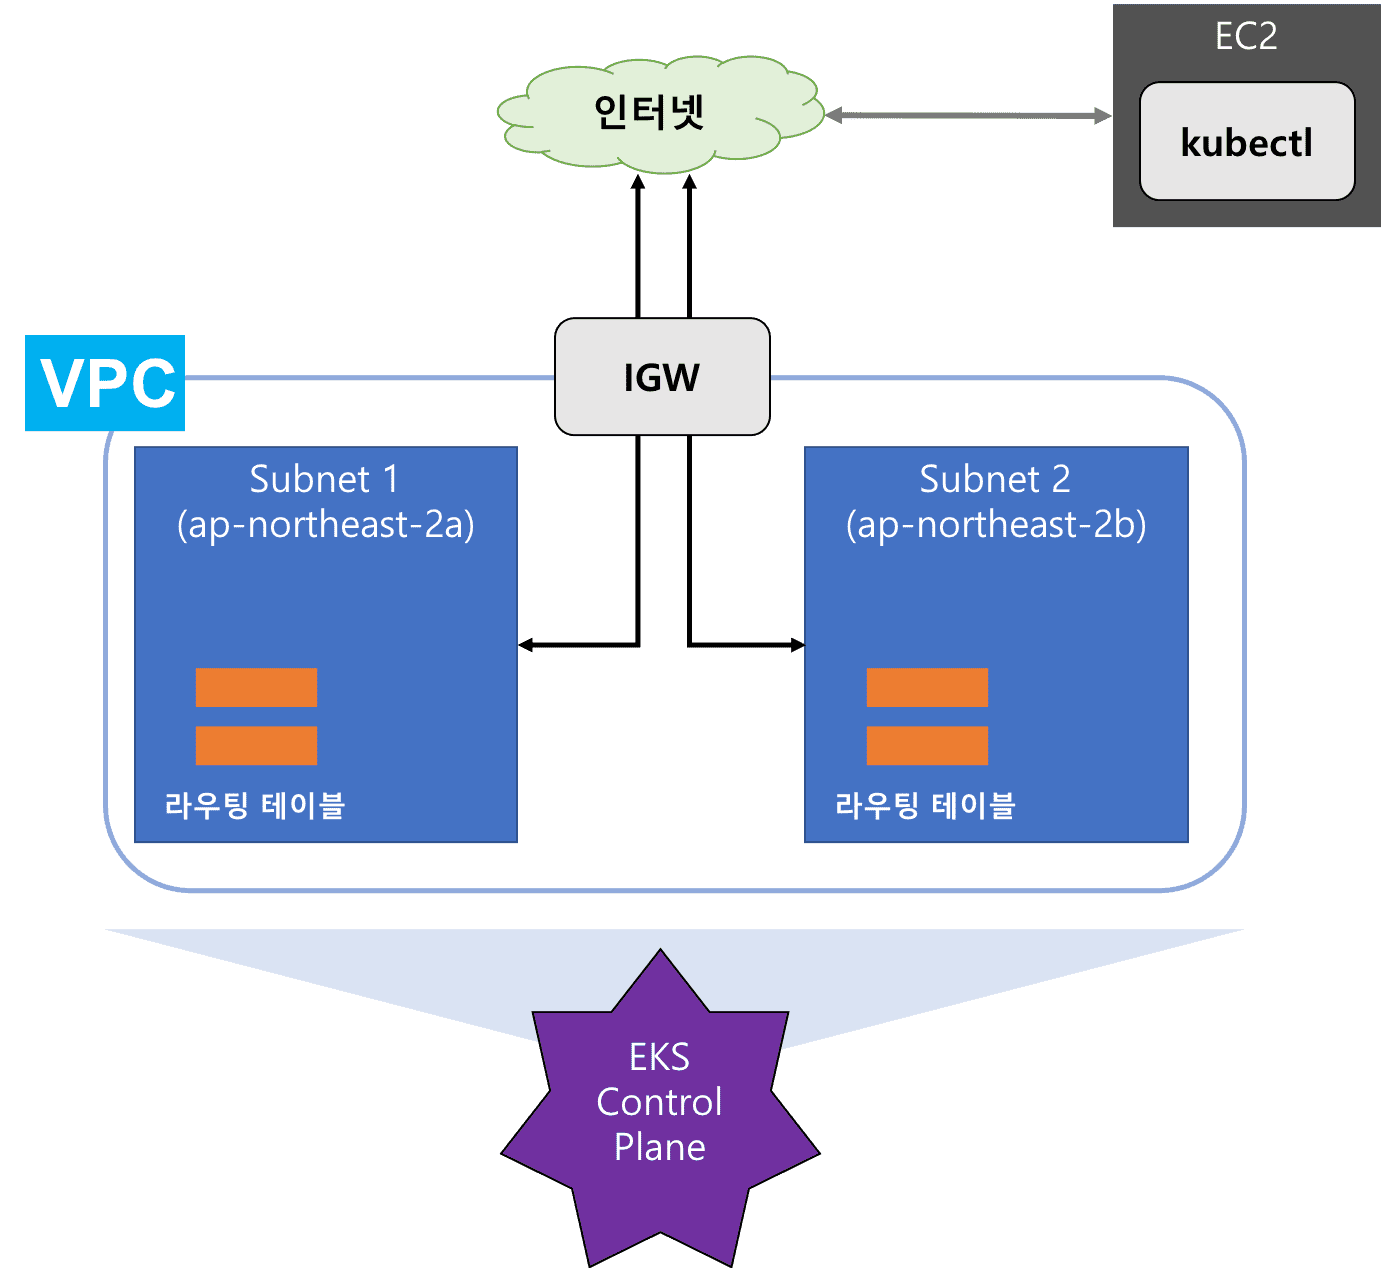 EC2
인터넷
kubectl
VPC
IGW
Subnet 1
(ap-northeast-2a)
라우팅 테이블
Subnet 2
(ap-northeast-2b)
라우팅 테이블
EKS
Control
Plane